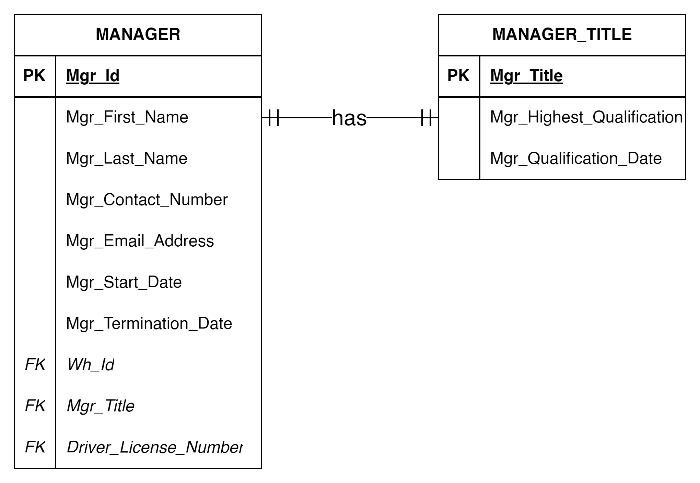 MANAGER
PK Mgr_Id
Mgr_First_Name
Mgr_Last_Name
Mgr_Contact_Number
Mgr_Email_Address
Mgr_Start_Date
Mgr_Termination_Date
FK Wh_Id
FK Mgr_Title
FK Driver_License_Number
has
MANAGER_TITLE
PK Mgr_Title
Mgr_Highest_Qualification
Mgr_Qualification_Date